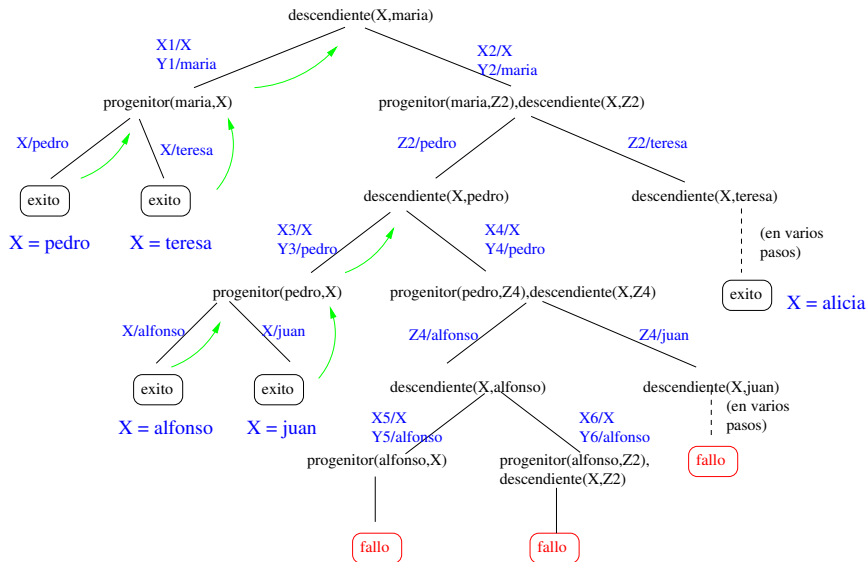 descendiente(X,maria)
X1/X
Y1/maria
X2/X
Y2/maria
progenitor(maria,X)
progenitor(maria,Z2),descendiente(X,Z2)
X/pedro
X/teresa
Z2/pedro
Z2/teresa
exito
exito
descendiente(X,pedro)
descendiente(X,teresa)
X = pedro
X = teresa
X3/X
Y3/pedro
X4/X
Y4/pedro
(en varios
pasos)
progenitor(pedro,X)
progenitor(pedro,Z4),descendiente(X,Z4)
exito
X = alicia
X/alfonso
X/juan
Z4/alfonso
Z4/juan
exito
exito
descendiente(X,alfonso)
descendiente(X,juan)
X = alfonso
X = juan
X5/X
Y5/alfonso
X6/X
Y6/alfonso
(en varios
pasos)
progenitor(alfonso,X)
progenitor(alfonso,Z2),
descendiente(X,Z2)
fallo
fallo
fallo